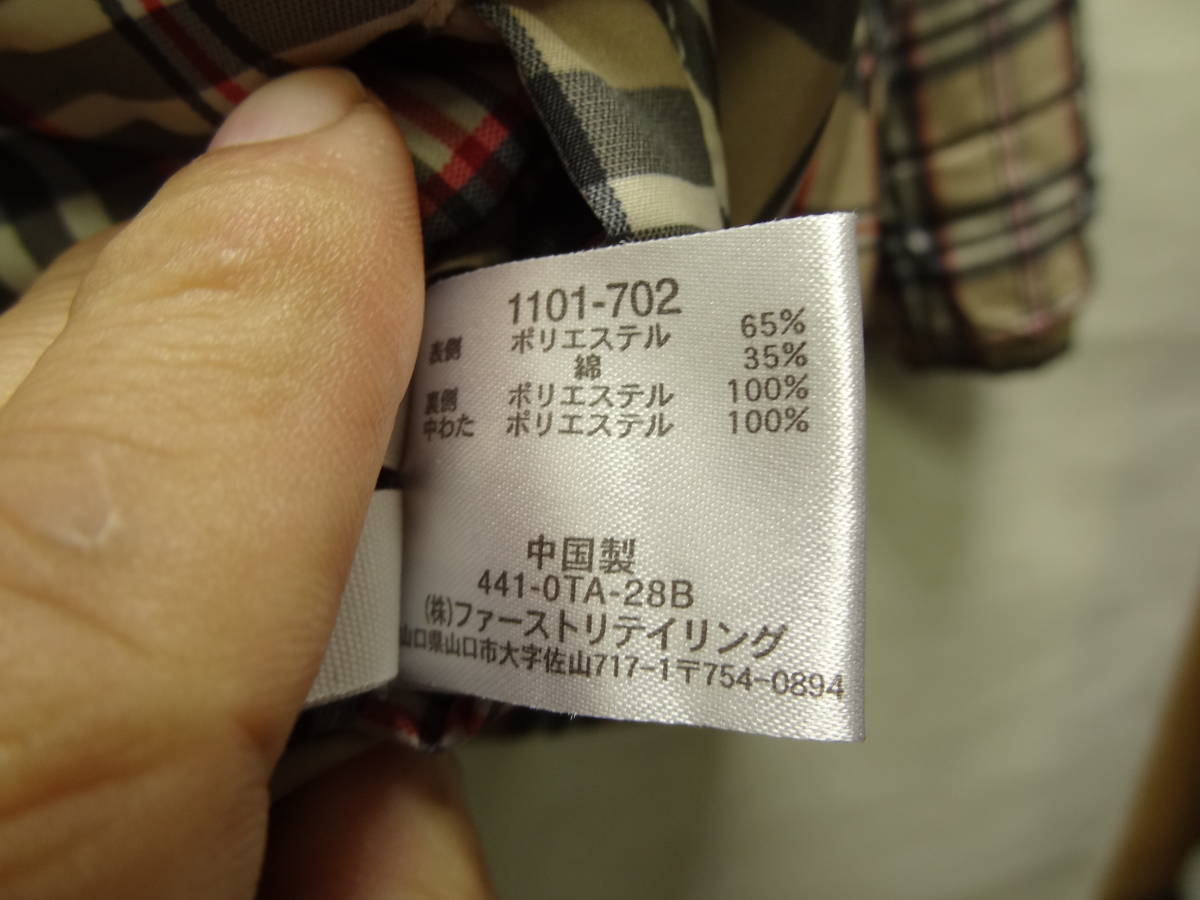 1101-702
表側 ポリエステル 65%
綿 35%
裏側 ポリエステル 100%
中わた ポリエステル 100%
中国製
441-0TA-28B
(株)ファーストリテイリング
山口県山口市大字佐山717-1〒754-0894